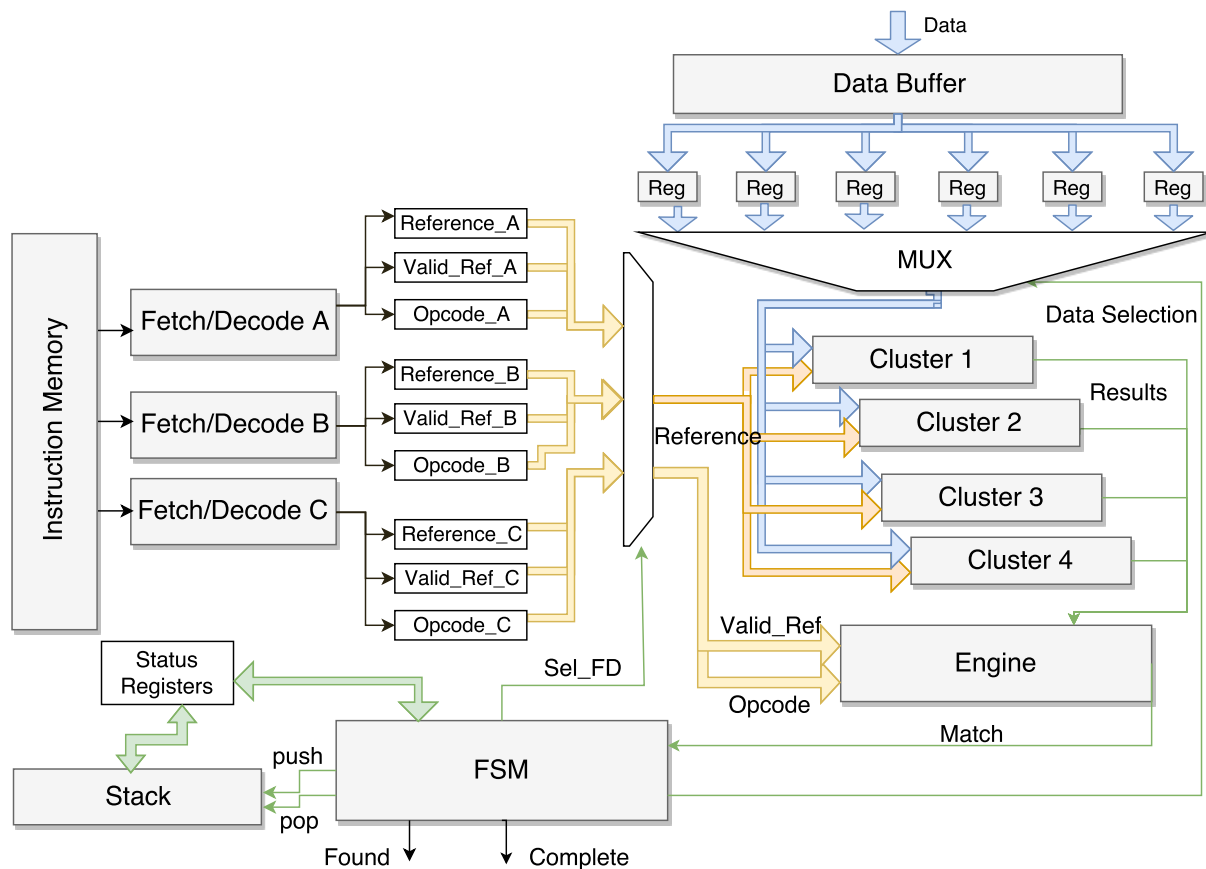 Data
Data Buffer
Reg
Reg
Reg
Reg
Reg
Reg
MUX
Instruction Memory
Fetch/Decode A
Fetch/Decode B
Fetch/Decode C
Reference_A
Valid_Ref_A
Opcode_A
Reference_B
Valid_Ref_B
Opcode_B
Reference_C
Valid_Ref_C
Opcode_C
Reference
Data Selection
Cluster 1
Results
Cluster 2
Cluster 3
Cluster 4
Valid_Ref
Engine
Opcode
Sel_FD
Match
Status
Registers
push
FSM
Stack
pop
Found
Complete